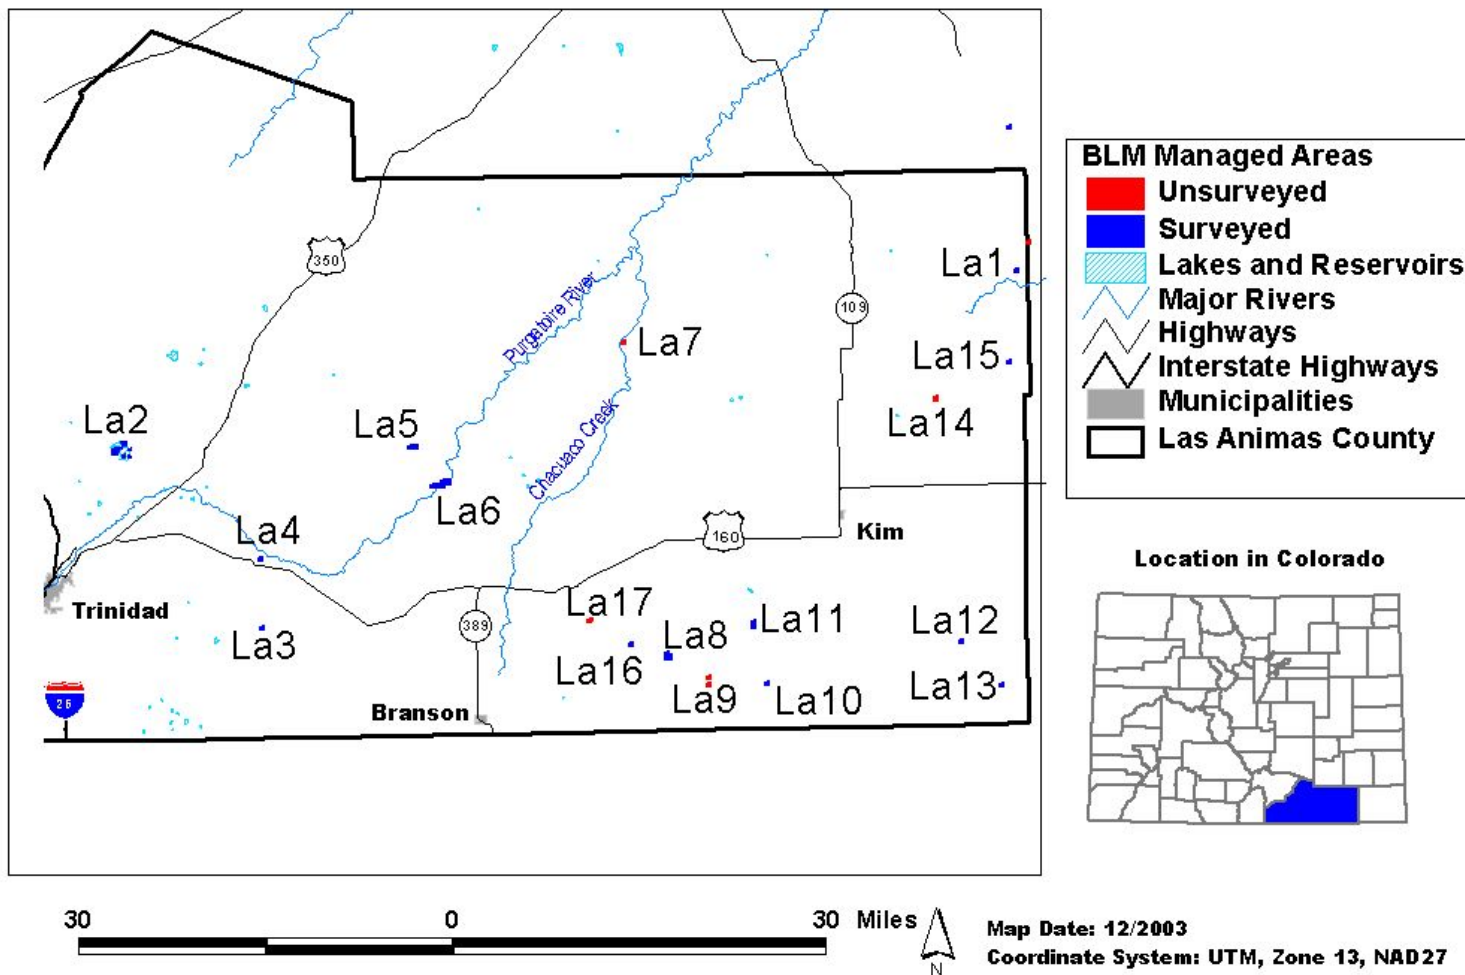 BLM Managed Areas
Unsurveyed
Surveyed
Lakes and Reservoirs
Major Rivers
Highways
Interstate Highways
Municipalities
Las Animas County
350
109
La1
Purgatoire River
La7
La15
La14
La2
La5
Chacuaco Creek
La6
La4
160
Kim
Trinidad
La17
La11
La12
389
La3
La8
La16
La9
La10
La13
25
Branson
Location in Colorado
30
0
30
Miles
N
Map Date: 12/2003
Coordinate System: UTM, Zone 13, NAD27